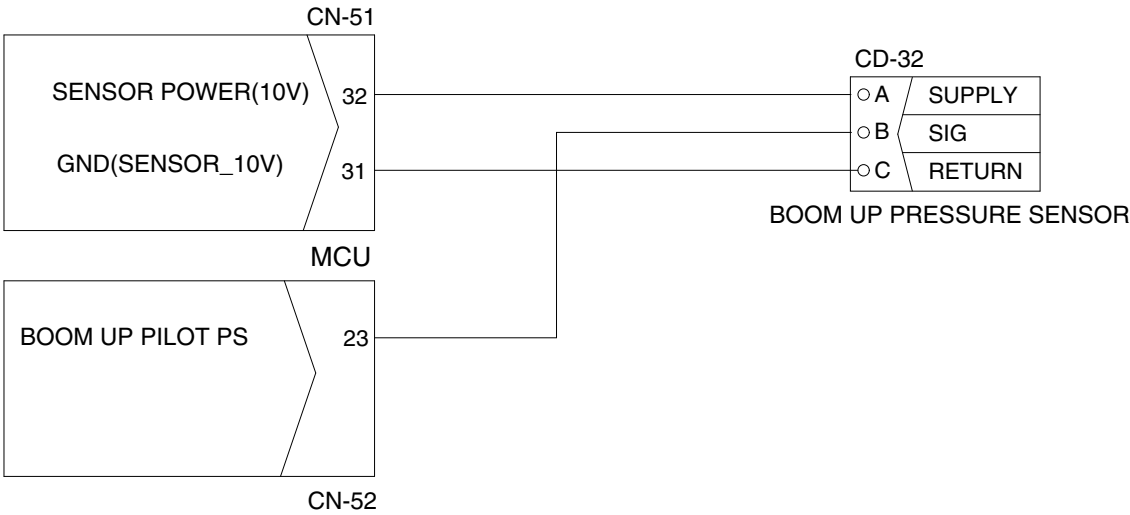 CN-51
SENSOR POWER(10V) 32
GND(SENSOR_10V) 31
MCU
BOOM UP PILOT PS 23
CN-52
CD-32
A SUPPLY
B SIG
C RETURN
BOOM UP PRESSURE SENSOR